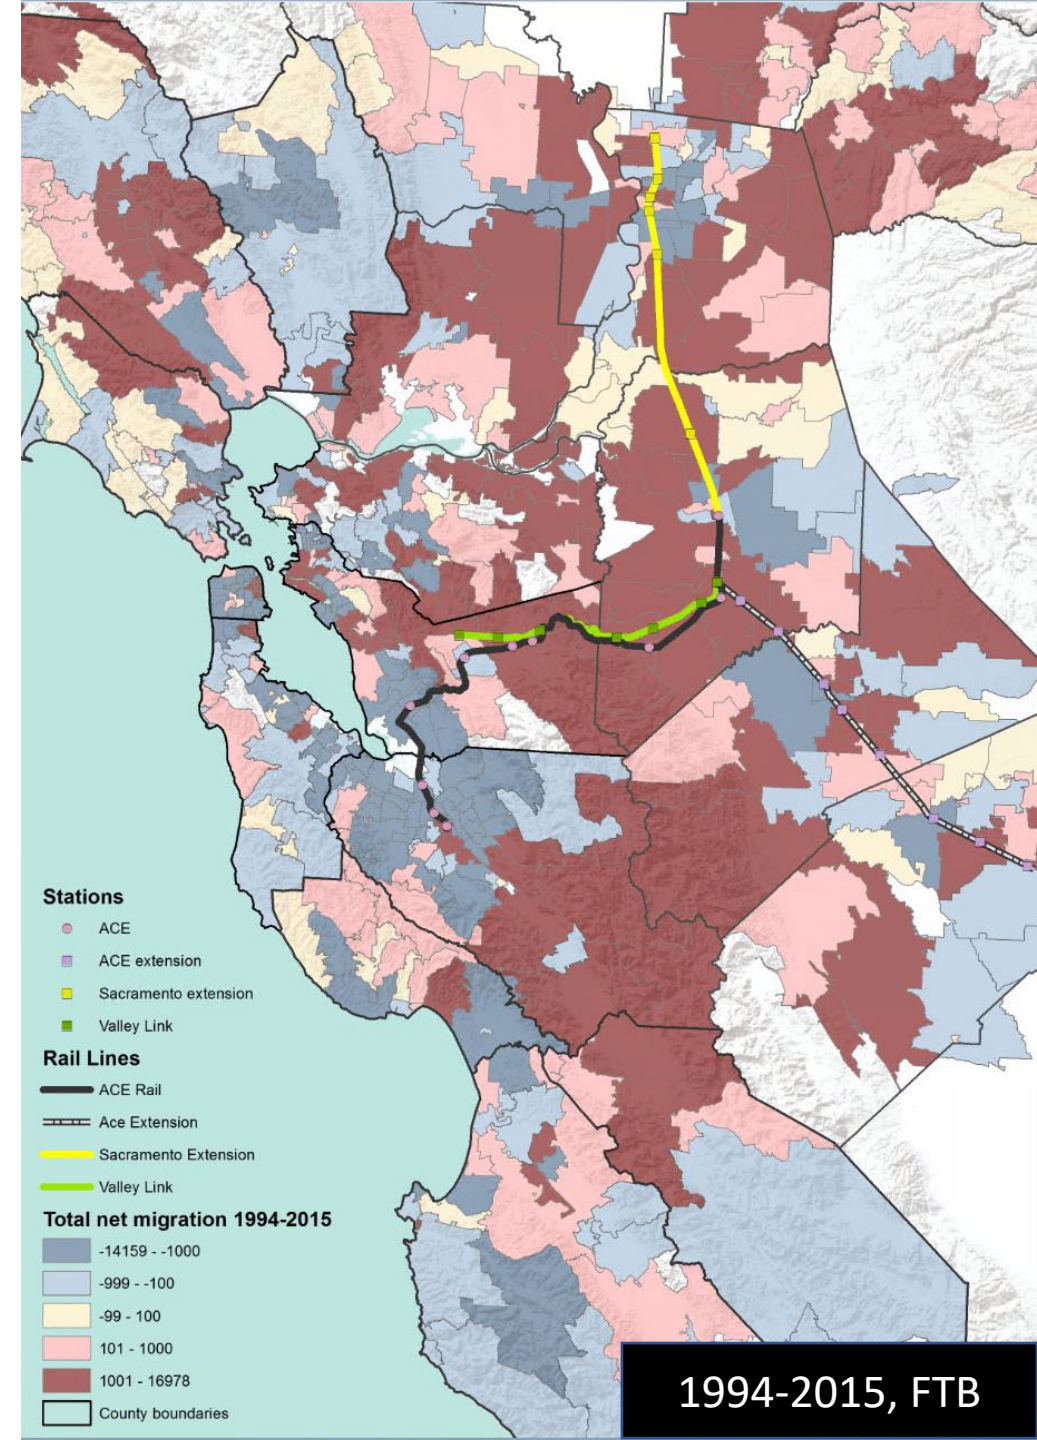 Stations
ACE
ACE extension
Sacramento extension
Valley Link
Rail Lines
ACE Rail
Ace Extension
Sacramento Extension
Valley Link
Total net migration 1994-2015
-14159 - -1000
-999 - -100
-99 - 100
101 - 1000
1001 - 16978
County boundaries
1994-2015, FTB